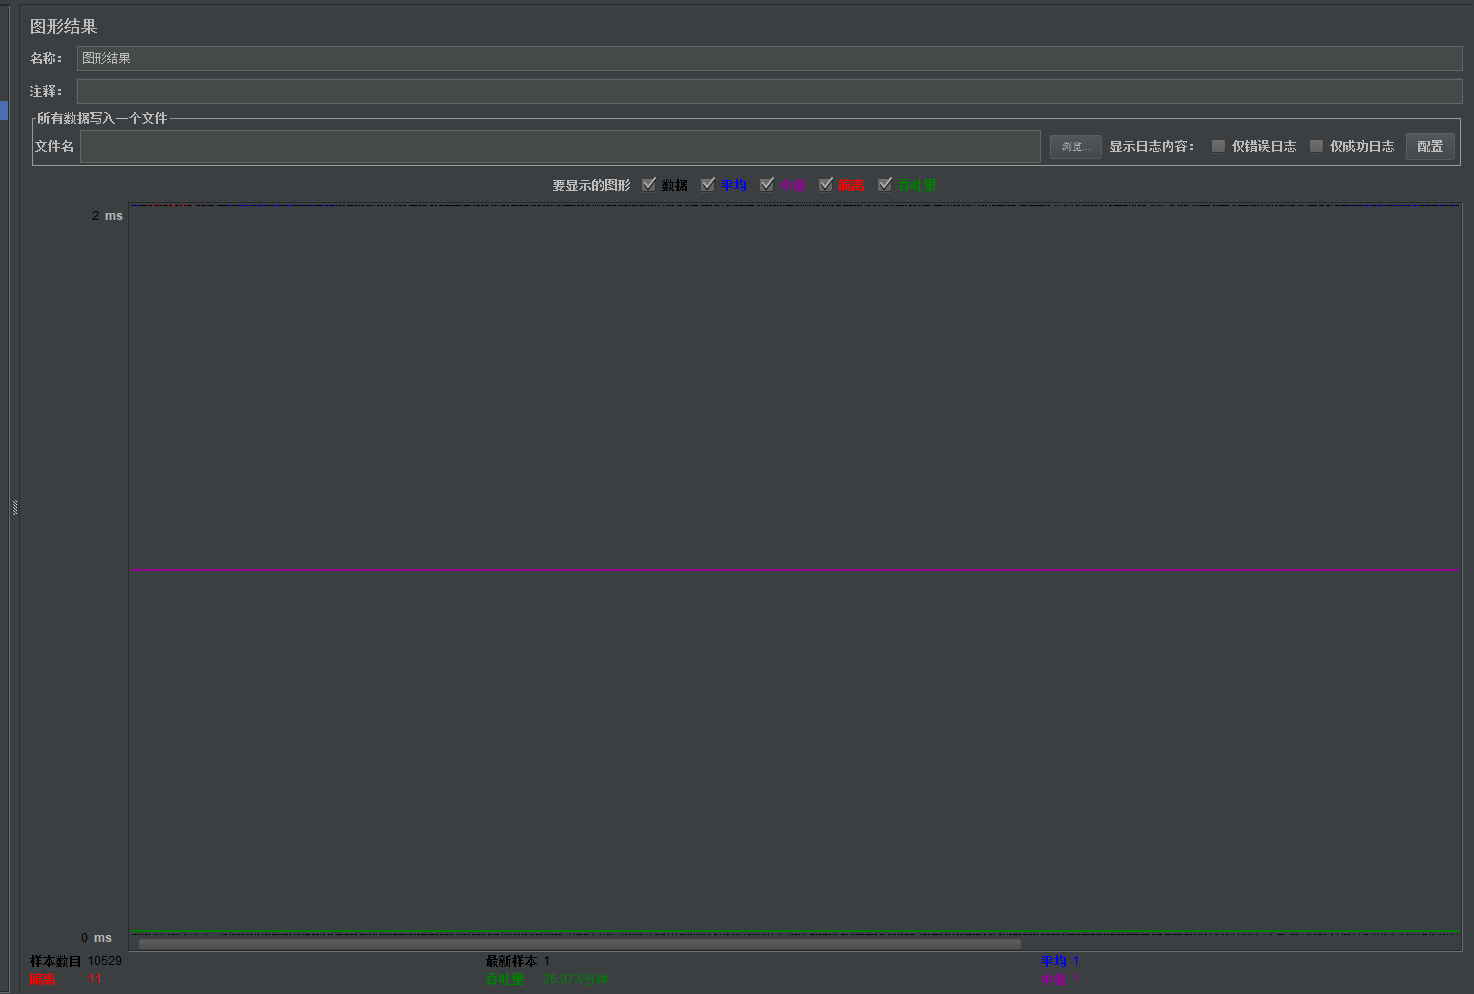 图形结果
名称： 图形结果
注释：
所有数据写入一个文件
文件名 浏览... 显示日志内容： 仅错误日志 仅成功日志 配置
要显示的图形 数据 平均 中值 偏离 吞吐量
2 ms
0 ms
样本数目 10529 最新样本 1 平均 1
偏离 11 吞吐量 26.973/分钟 中值 1